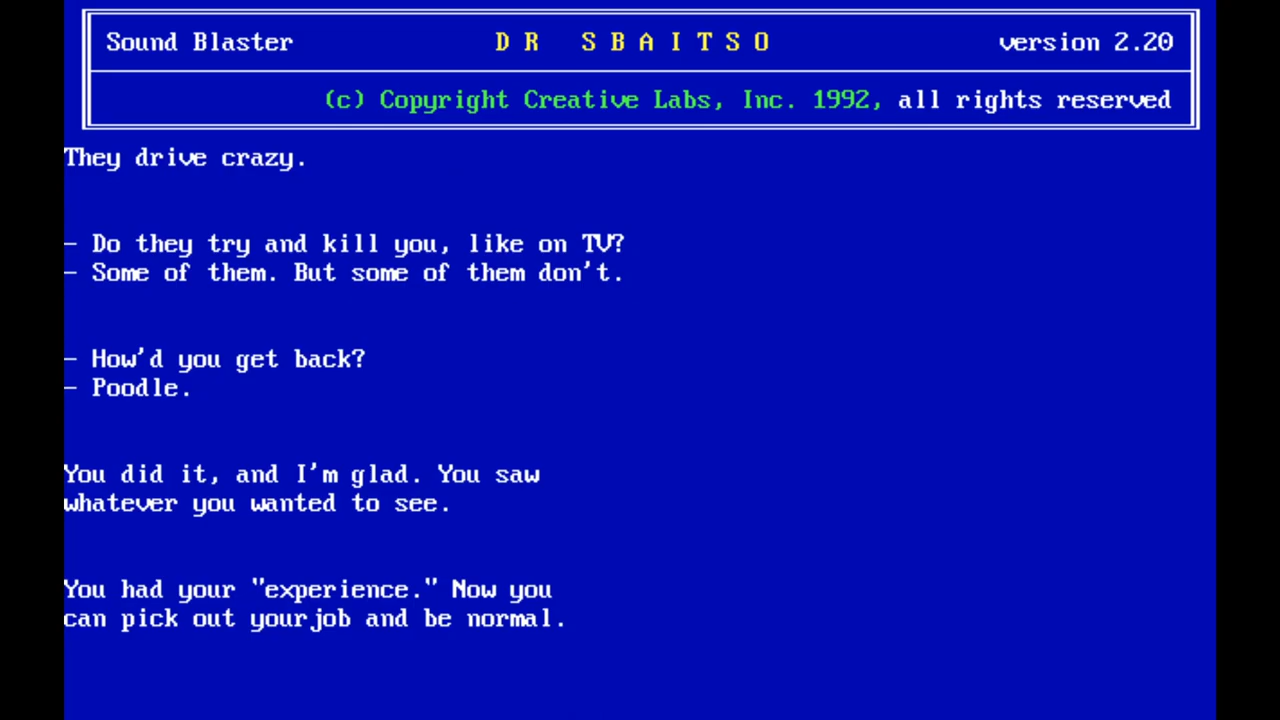 Sound Blaster D R S B A I T S O version 2.20
(c) Copyright Creative Labs, Inc. 1992, all rights reserved
They drive crazy.
- Do they try and kill you, like on TV?
- Some of them. But some of them don't.
- How'd you get back?
- Poodle.
You did it, and I'm glad. You saw
whatever you wanted to see.
You had your "experience." Now you
can pick out yourjob and be normal.